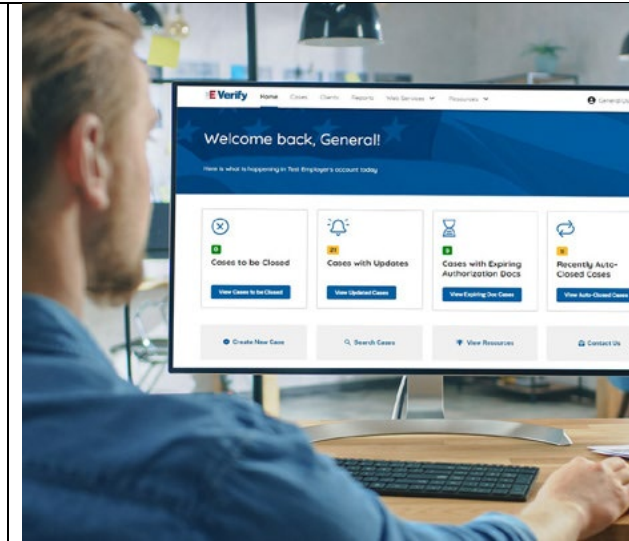 E-Verify Home Cases Clients Reports Web Services Resources General Us
Welcome back, General!
Here is what is happening in Test Employer's account today
0
Cases to be Closed
View Cases to be Closed
21
Cases with Updates
View Updated Cases
Cases with Expiring
Authorization Docs
View Expiring Doc Cases
Recently Auto-
Closed Cases
View Auto-Closed Cases
Create New Case
Search Cases
View Resources
Contact Us